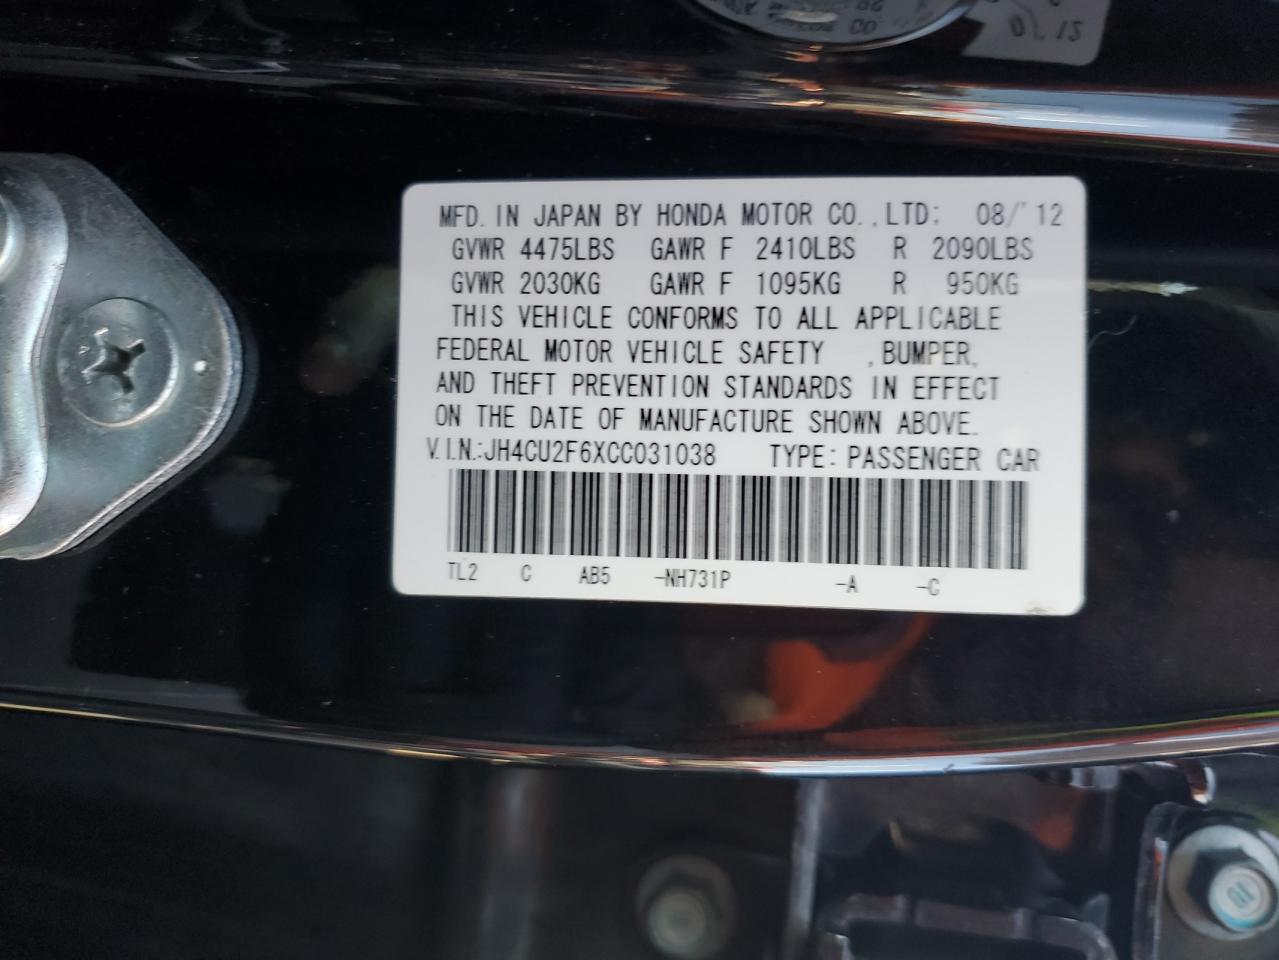 MFD. IN JAPAN BY HONDA MOTOR CO., LTD: 08/'12
GVWR 4475LBS GAWR F 2410LBS R 2090LBS
GVWR 2030KG GAWR F 1095KG R 950KG
THIS VEHICLE CONFORMS TO ALL APPLICABLE
FEDERAL MOTOR VEHICLE SAFETY , BUMPER,
AND THEFT PREVENTION STANDARDS IN EFFECT
ON THE DATE OF MANUFACTURE SHOWN ABOVE.
V.I.N.:JH4CU2F6XCC031038 TYPE: PASSENGER CAR
TL2 C AB5 -NH731P -A -C